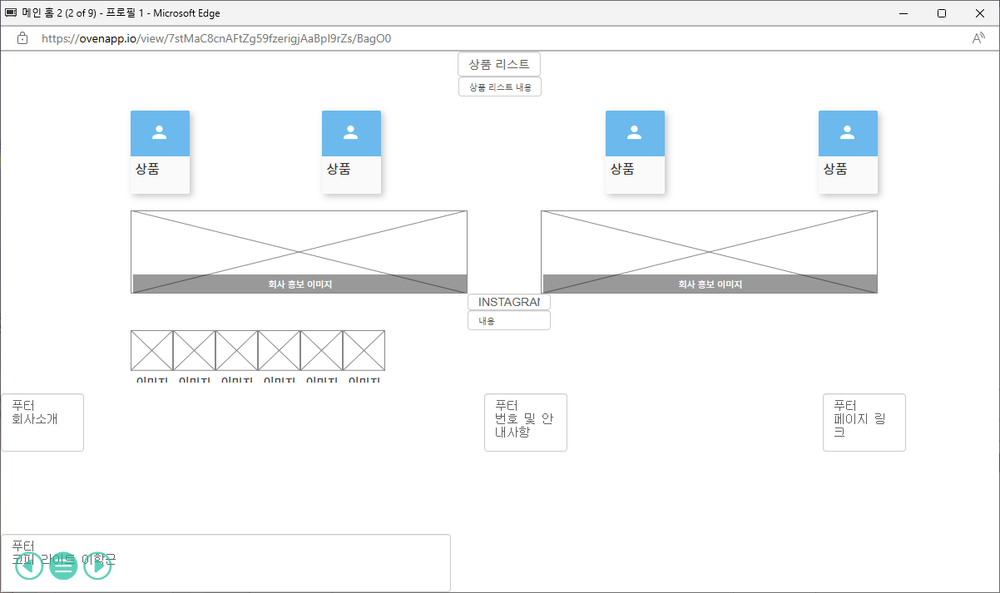 메인 홈 2 (2 of 9) - 프로필 1 - Microsoft Edge
https://ovenapp.io/view/7stMaC8cnAFtZg59fzerigjAaBpI9rZs/BagO0
상품 리스트
상품 리스트 내용
상품 상품 상품 상품
회사 홍보 이미지 회사 홍보 이미지
INSTAGRAM
내용
이미지 이미지 이미지 이미지 이미지 이미지
푸터
회사소개
푸터
번호 및 안
내사항
푸터
페이지 링
크
푸터
코피 라이트 이학근